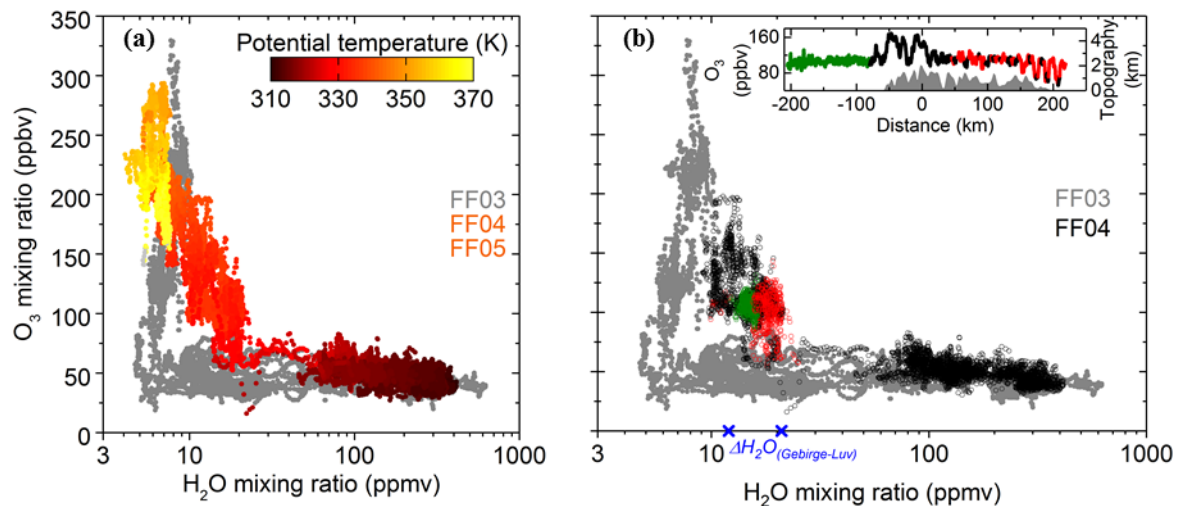 (a)
Potential temperature (K)
310 330 350 370
FF03
FF04
FF05
O₃ mixing ratio (ppbv)
350
300
250
200
150
100
50
0
3 10 100 1000
H₂O mixing ratio (ppmv)
(b)
O₃
(ppbv)
160
80
4
2
0
Topography
(km)
-200 -100 0 100 200
Distance (km)
FF03
FF04
ΔH₂O(Gebirge-Luv)
3 10 100 1000
H₂O mixing ratio (ppmv)